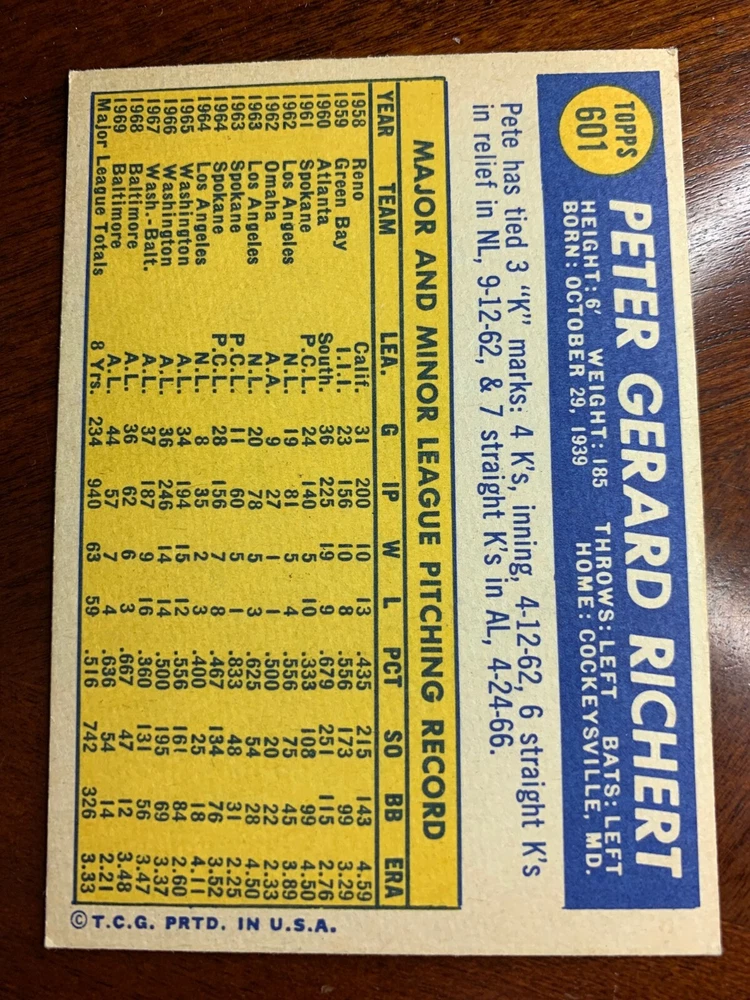 TOPPS
601
PETER GERARD RICHERT
HEIGHT: 6' WEIGHT: 185 THROWS: LEFT BATS: LEFT
BORN: OCTOBER 29, 1939 HOME: COCKEYSVILLE, MD.
Pete has tied 3 "K" marks: 4 K's, inning, 4-12-62, 6 straight K's
in relief in NL, 9-12-62, & 7 straight K's in AL, 4-24-66.
MAJOR AND MINOR LEAGUE PITCHING RECORD
YEAR TEAM LEA. G IP W L PCT SO BB ERA
1958 Reno Calif. 31 200 10 13 .435 215 143 4.59
1959 Green Bay I.I.I. 23 156 10 8 .556 173 99 3.29
1960 Atlanta South. 36 225 19 9 .679 251 115 2.76
1961 Spokane P.C.L. 24 140 5 10 .333 108 99 4.50
1962 Los Angeles N.L. 19 81 5 4 .556 75 45 3.89
1962 Omaha A.A. 9 27 1 1 .500 20 22 2.33
1963 Los Angeles N.L. 20 78 5 3 .625 54 28 4.50
1963 Spokane P.C.L. 11 60 5 1 .833 48 31 2.25
1964 Spokane P.C.L. 28 156 7 8 .467 134 76 3.52
1964 Los Angeles N.L. 8 35 2 3 .400 25 18 4.11
1965 Washington A.L. 34 194 15 12 .556 161 84 2.60
1966 Washington A.L. 36 246 14 14 .500 195 69 3.37
1967 Wash.-Balt. A.L. 37 187 9 16 .360 131 56 3.47
1968 Baltimore A.L. 36 62 6 3 .667 47 12 3.48
1969 Baltimore A.L. 44 57 7 4 .636 54 14 2.21
Major League Totals 8 Yrs. 234 940 63 59 .516 742 326 3.33
© T.C.G. PRTD. IN U.S.A.